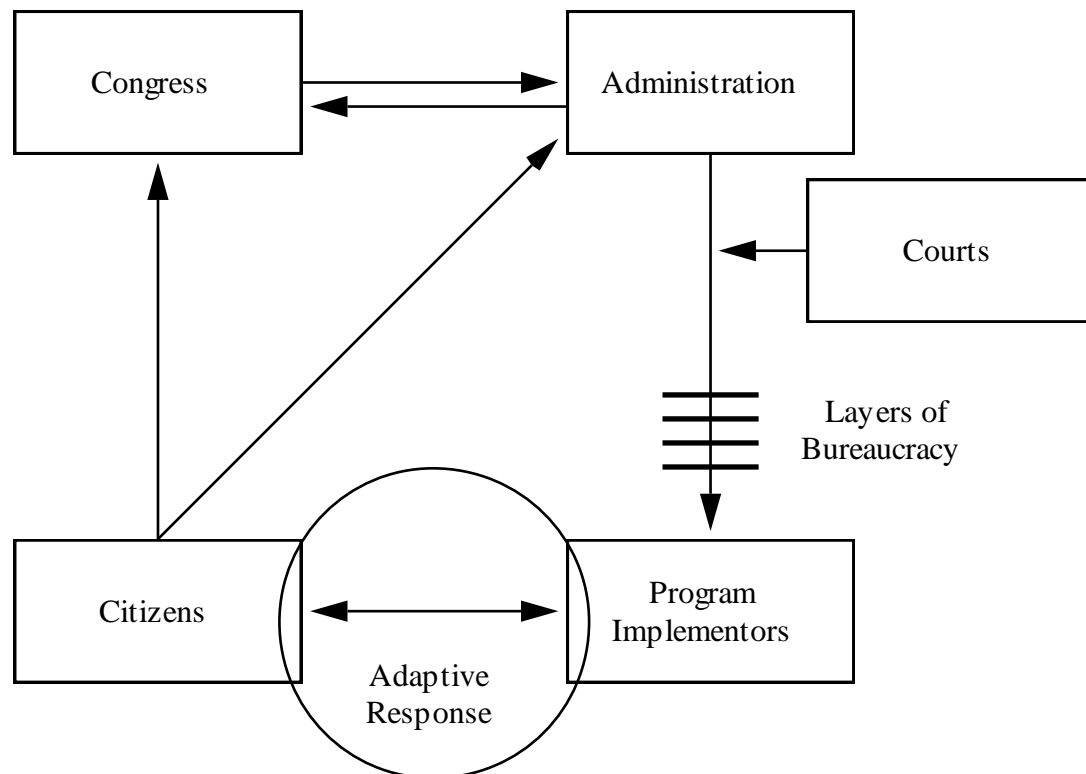 Congress
Administration
Courts
Layers of
Bureaucracy
Citizens
Program
Implementors
Adaptive
Response